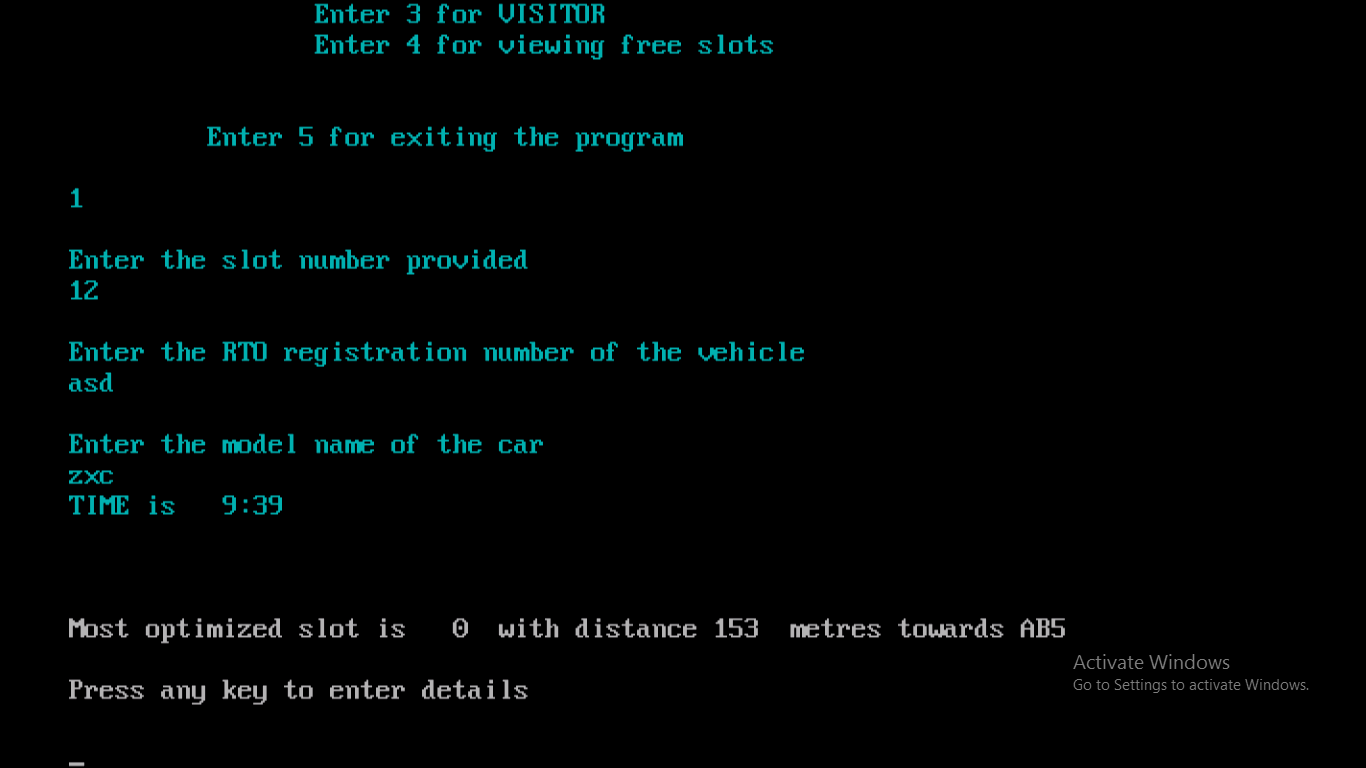 Enter 3 for VISITOR
Enter 4 for viewing free slots
Enter 5 for exiting the program
1
Enter the slot number provided
12
Enter the RTO registration number of the vehicle
asd
Enter the model name of the car
zxc
TIME is 9:39
Most optimized slot is 0 with distance 153 metres towards AB5
Activate Windows
Go to Settings to activate Windows.
Press any key to enter details
_